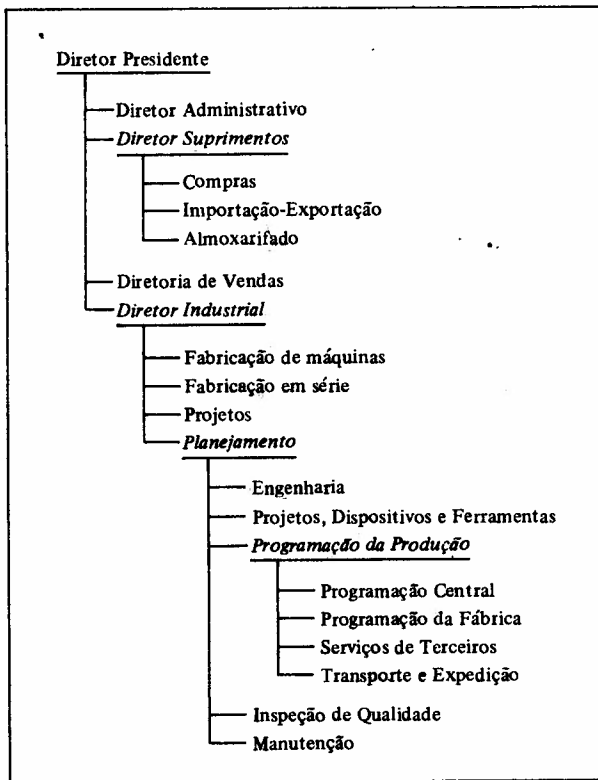 Diretor Presidente
Diretor Administrativo
Diretor Suprimentos
Compras
Importação-Exportação
Almoxarifado
Diretoria de Vendas
Diretor Industrial
Fabricação de máquinas
Fabricação em série
Projetos
Planejamento
Engenharia
Projetos, Dispositivos e Ferramentas
Programação da Produção
Programação Central
Programação da Fábrica
Serviços de Terceiros
Transporte e Expedição
Inspeção de Qualidade
Manutenção